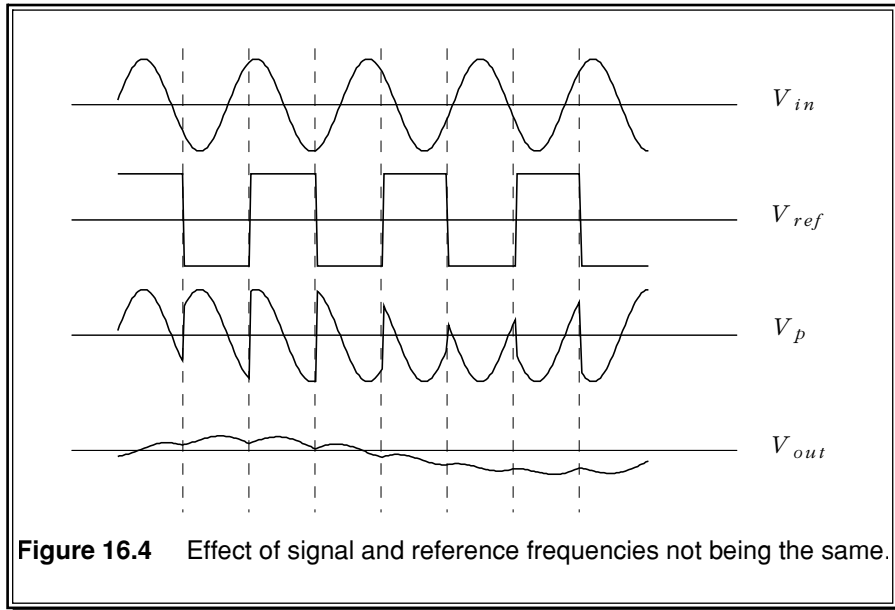 V in
V ref
V p
V out
Figure 16.4 Effect of signal and reference frequencies not being the same.